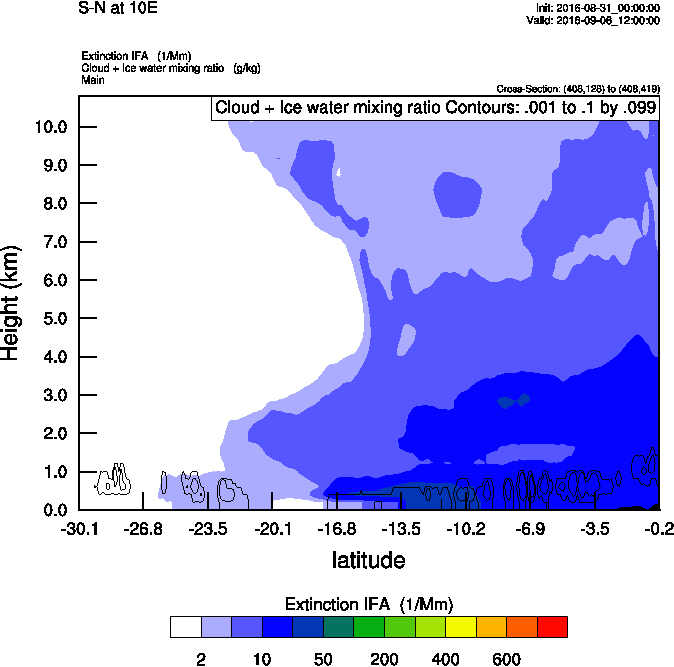 S-N at 10E
Init: 2016-08-31_00:00:00
Valid: 2016-09-06_12:00:00
Extinction IFA (1/Mm)
Cloud + Ice water mixing ratio (g/kg)
Main
Cross-Section: (408,128) to (408,419)
Cloud + Ice water mixing ratio Contours: .001 to .1 by .099
10.0
9.0
8.0
7.0
6.0
5.0
4.0
3.0
2.0
1.0
0.0
Height (km)
-30.1 -26.8 -23.5 -20.1 -16.8 -13.5 -10.2 -6.9 -3.5 -0.2
latitude
Extinction IFA (1/Mm)
2 10 50 200 400 600